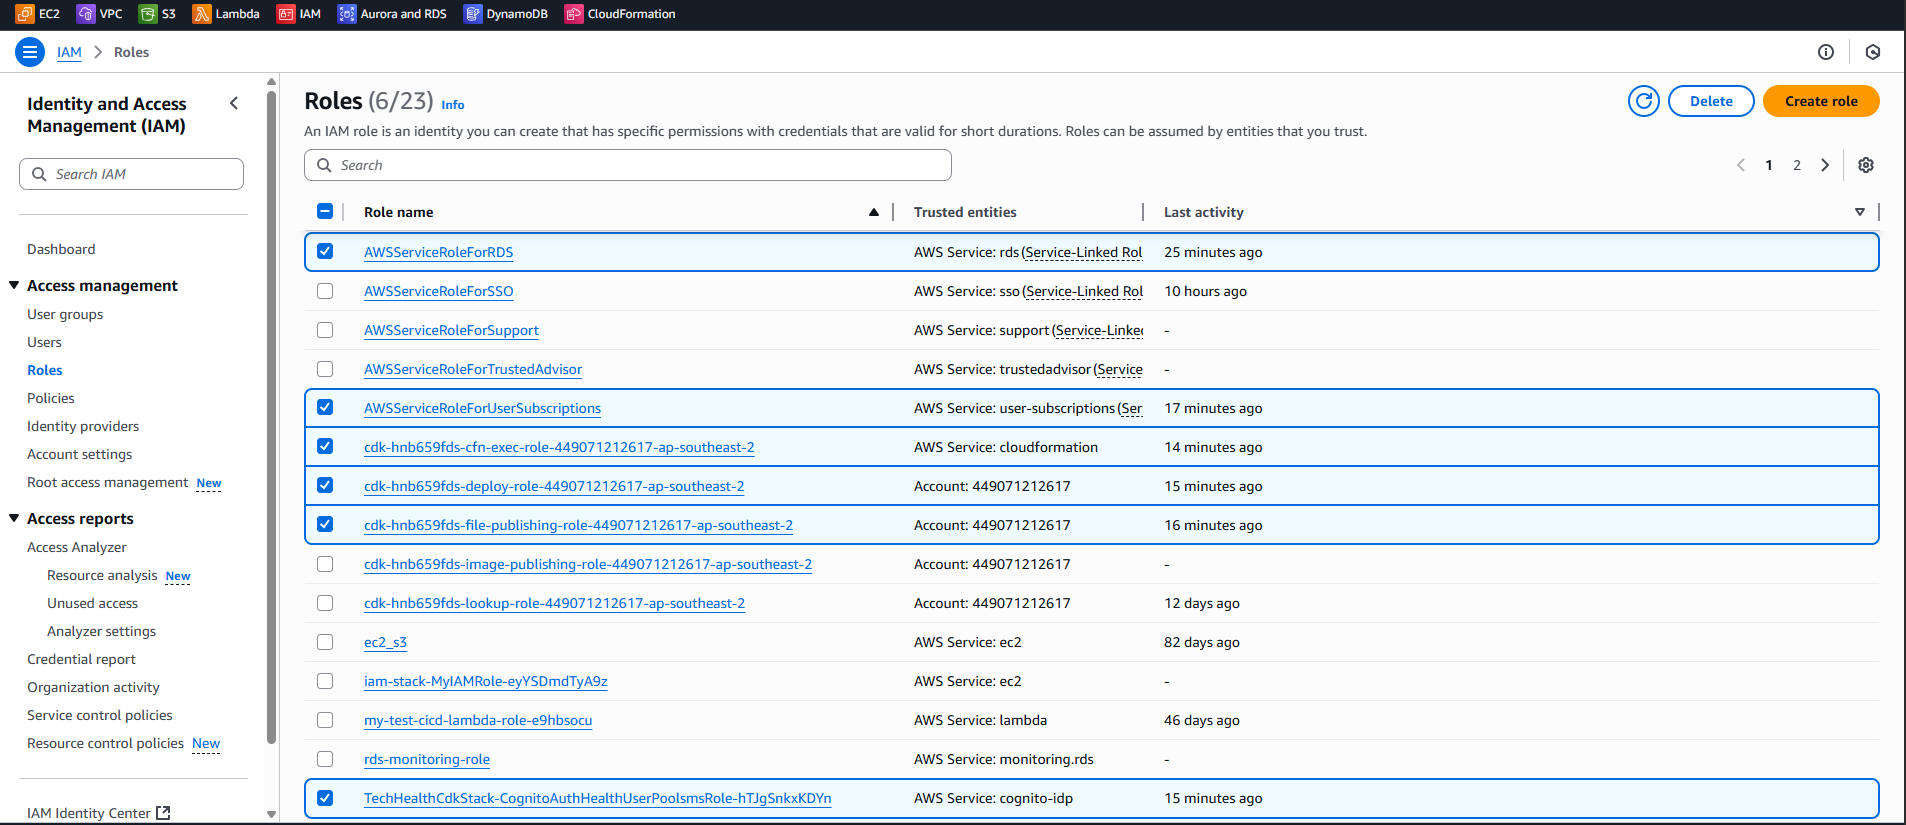 EC2 VPC S3 Lambda IAM Aurora and RDS DynamoDB CloudFormation
IAM > Roles
Identity and Access
Management (IAM)
Search IAM
Dashboard
Access management
User groups
Users
Roles
Policies
Identity providers
Account settings
Root access management New
Access reports
Access Analyzer
Resource analysis New
Unused access
Analyzer settings
Credential report
Organization activity
Service control policies
Resource control policies New
IAM Identity Center
Roles (6/23) Info
Delete
Create role
An IAM role is an identity you can create that has specific permissions with credentials that are valid for short durations. Roles can be assumed by entities that you trust.
Search
1 2
Role name Trusted entities Last activity
AWSServiceRoleForRDS AWS Service: rds (Service-Linked Rol 25 minutes ago
AWSServiceRoleForSSO AWS Service: sso (Service-Linked Rol 10 hours ago
AWSServiceRoleForSupport AWS Service: support (Service-Linked -
AWSServiceRoleForTrustedAdvisor AWS Service: trustedadvisor (Service -
AWSServiceRoleForUserSubscriptions AWS Service: user-subscriptions (Ser 17 minutes ago
cdk-hnb659fds-cfn-exec-role-449071212617-ap-southeast-2 AWS Service: cloudformation 14 minutes ago
cdk-hnb659fds-deploy-role-449071212617-ap-southeast-2 Account: 449071212617 15 minutes ago
cdk-hnb659fds-file-publishing-role-449071212617-ap-southeast-2 Account: 449071212617 16 minutes ago
cdk-hnb659fds-image-publishing-role-449071212617-ap-southeast-2 Account: 449071212617 -
cdk-hnb659fds-lookup-role-449071212617-ap-southeast-2 Account: 449071212617 12 days ago
ec2_s3 AWS Service: ec2 82 days ago
iam-stack-MyIAMRole-eyYSDmdTyA9z AWS Service: ec2 -
my-test-cicd-lambda-role-e9hbsocu AWS Service: lambda 46 days ago
rds-monitoring-role AWS Service: monitoring.rds -
TechHealthCdkStack-CognitoAuthHealthUserPoolsmsRole-hTJgSnkxKDYn AWS Service: cognito-idp 15 minutes ago